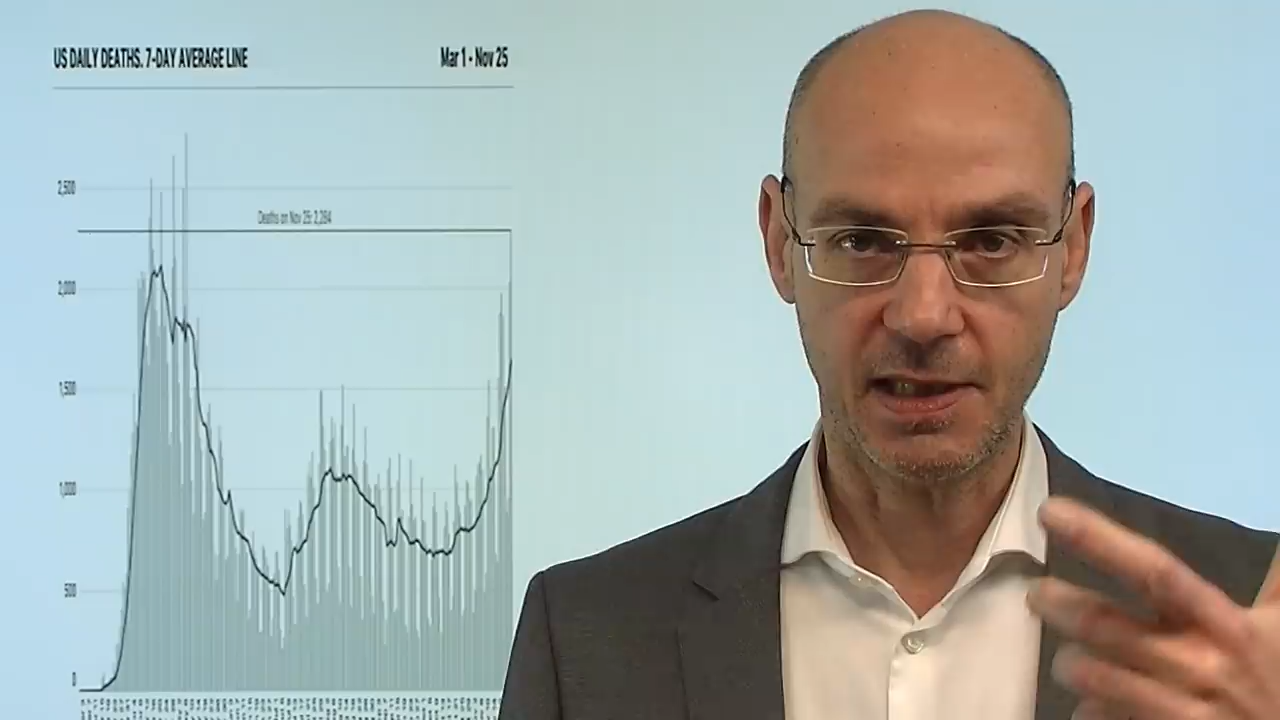 US DAILY DEATHS. 7-DAY AVERAGE LINE
Mar 1 - Nov 25
2,500
Deaths on Nov 25: 2,284
2,000
1,500
1,000
500
0